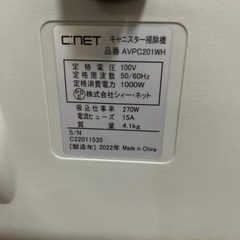 C:NET キャニスター掃除機
品番 AVPC201WH
定格電圧 100V
定格周波数 50/60Hz
定格消費電力 1000W
PSE 株式会社シィー・ネット
吸込仕事率 270W
電流ヒューズ 15A
質量 4.1kg
S/N
C22011535
[製造年] 2022年 Made in China